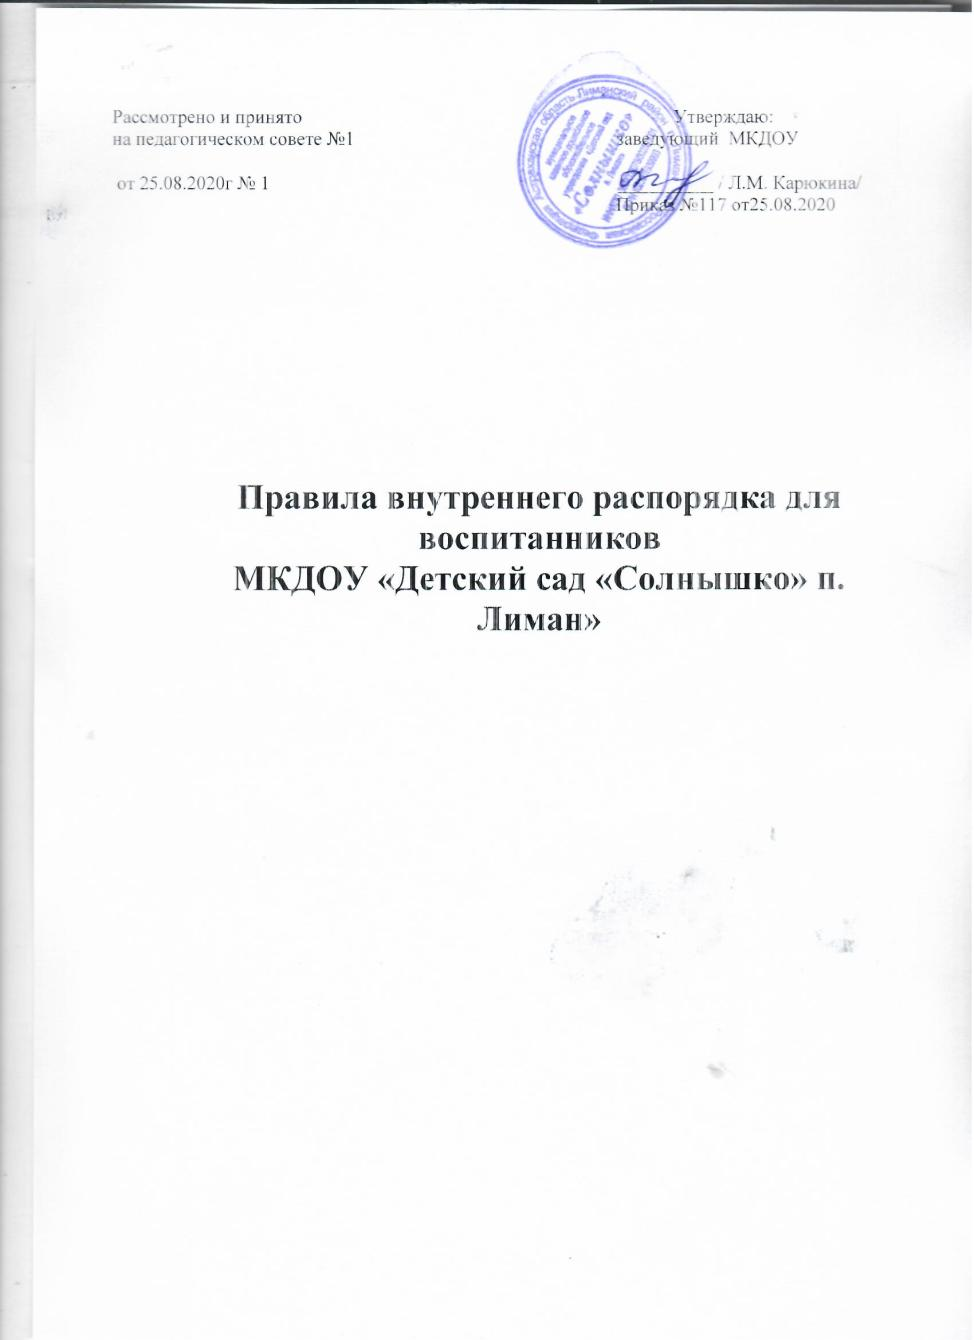 Рассмотрено и принято
на педагогическом совете №1
от 25.08.2020г № 1
Утверждаю:
заведующий МКДОУ
/ Л.М. Карюкина/
Приказ №117 от25.08.2020
«Солнышко»
Правила внутреннего распорядка для
воспитанников
МКДОУ «Детский сад «Солнышко» п.
Лиман»